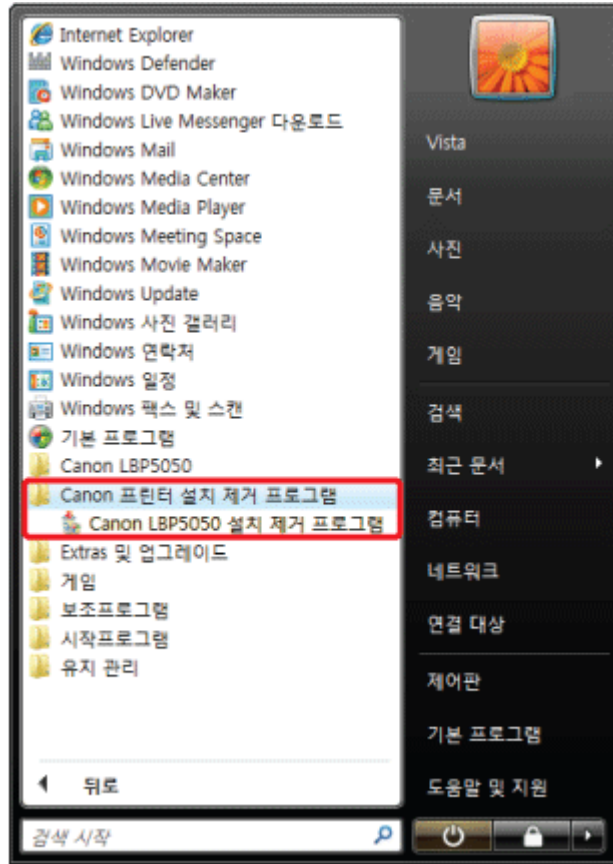 Internet Explorer
Windows Defender
Windows DVD Maker
Windows Live Messenger 다운로드
Windows Mail
Windows Media Center
Windows Media Player
Windows Meeting Space
Windows Movie Maker
Windows Update
Windows 사진 갤러리
Windows 연락처
Windows 일정
Windows 팩스 및 스캔
기본 프로그램
Canon LBP5050
Canon 프린터 설치 제거 프로그램
Canon LBP5050 설치 제거 프로그램
Extras 및 업그레이드
게임
보조프로그램
시작프로그램
유지 관리
뒤로
검색 시작
Vista
문서
사진
음악
게임
검색
최근 문서
컴퓨터
네트워크
연결 대상
제어판
기본 프로그램
도움말 및 지원